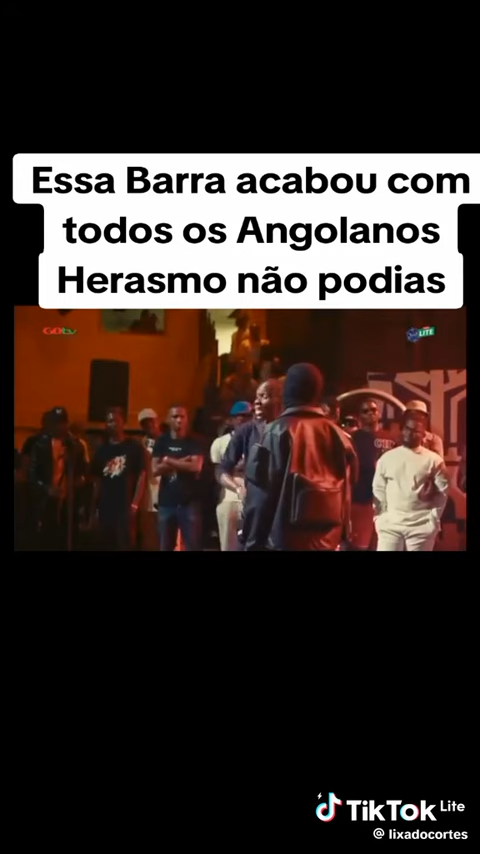 Essa Barra acabou com
todos os Angolanos
Herasmo não podias
GOtv
LITE
TikTok Lite
@ lixadocortes